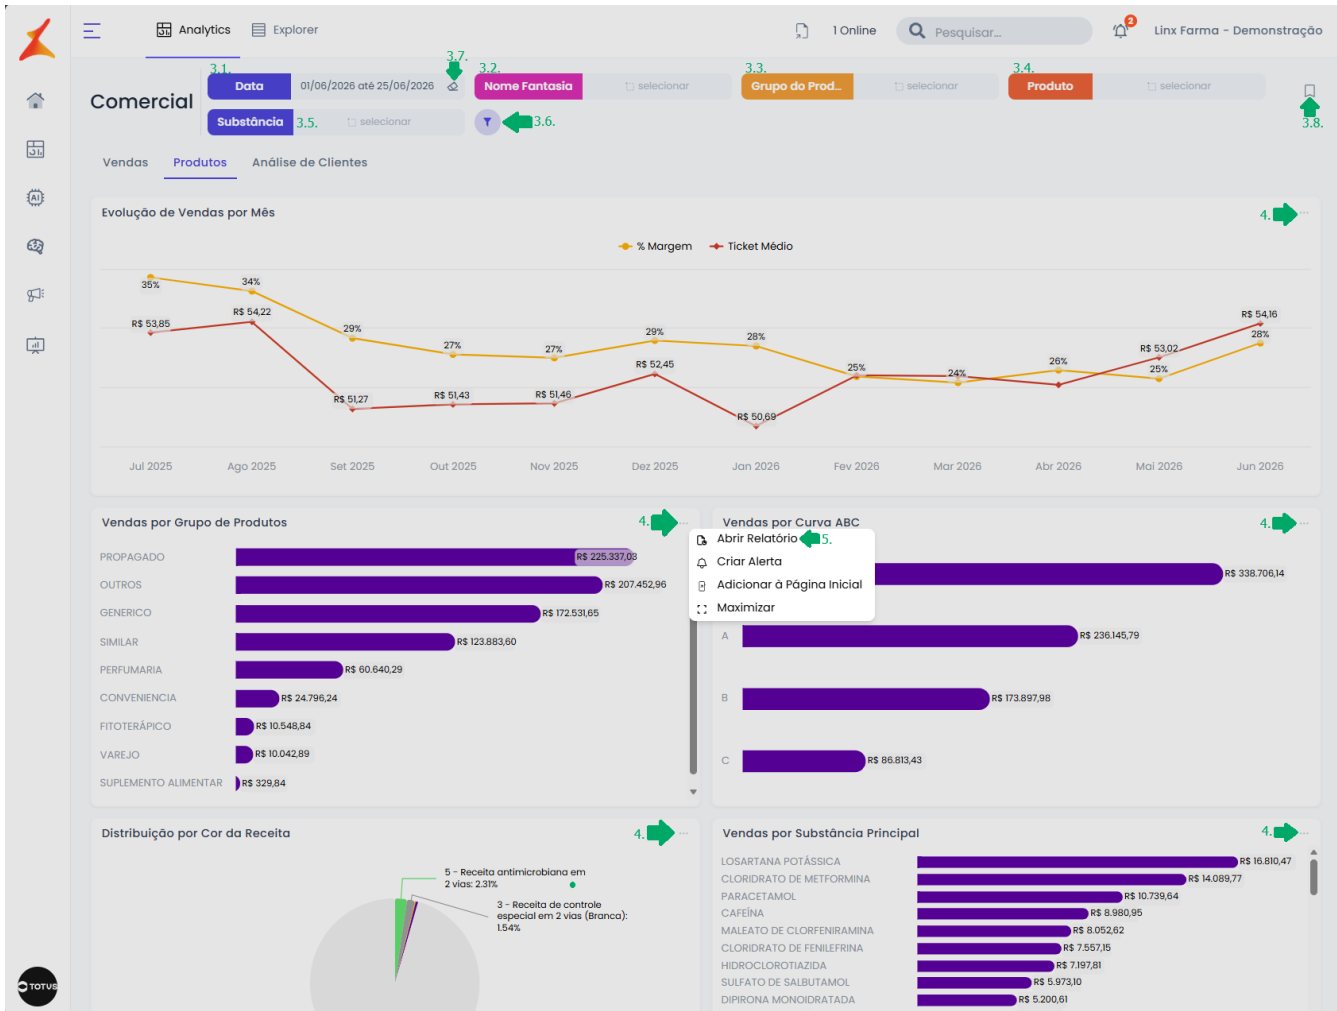 Analytics
Explorer
1 Online
Pesquisar...
2
Linx Farma - Demonstração
3.1.
3.7.
3.2.
3.3.
3.4.
Comercial
Data
01/06/2026 até 25/06/2026
Nome Fantasia
selecionar
Grupo do Prod...
selecionar
Produto
selecionar
3.8.
Substância
3.5.
selecionar
3.6.
Vendas
Produtos
Análise de Clientes
Evolução de Vendas por Mês
4.
% Margem
Ticket Médio
35%
34%
29%
27%
27%
29%
28%
25%
24%
26%
25%
28%
R$ 53,85
R$ 54,22
R$ 51,27
R$ 51,43
R$ 51,46
R$ 52,45
R$ 50,69
R$ 53,02
R$ 54,16
Jul 2025
Ago 2025
Set 2025
Out 2025
Nov 2025
Dez 2025
Jan 2026
Fev 2026
Mar 2026
Abr 2026
Mai 2026
Jun 2026
Vendas por Grupo de Produtos
4.
PROPAGADO
R$ 225.337,03
OUTROS
R$ 207.452,96
GENERICO
R$ 172.531,65
SIMILAR
R$ 123.883,60
PERFUMARIA
R$ 60.640,29
CONVENIENCIA
R$ 24.796,24
FITOTERÁPICO
R$ 10.548,84
VAREJO
R$ 10.042,89
SUPLEMENTO ALIMENTAR
R$ 329,84
Abrir Relatório
5.
Criar Alerta
Adicionar à Página Inicial
Maximizar
Vendas por Curva ABC
4.
R$ 338.706,14
A
R$ 236.145,79
B
R$ 173.897,98
C
R$ 86.813,43
Distribuição por Cor da Receita
4.
5 - Receita antimicrobiana em
2 vias: 2.31%
3 - Receita de controle
especial em 2 vias (Branca):
1.54%
Vendas por Substância Principal
4.
LOSARTANA POTÁSSICA
R$ 16.810,47
CLORIDRATO DE METFORMINA
R$ 14.089,77
PARACETAMOL
R$ 10.739,64
CAFEÍNA
R$ 8.980,95
MALEATO DE CLORFENIRAMINA
R$ 8.052,62
CLORIDRATO DE FENILEFRINA
R$ 7.557,15
HIDROCLOROTIAZIDA
R$ 7.197,81
SULFATO DE SALBUTAMOL
R$ 5.973,10
DIPIRONA MONOIDRATADA
R$ 5.200,61
AI
TOTVS